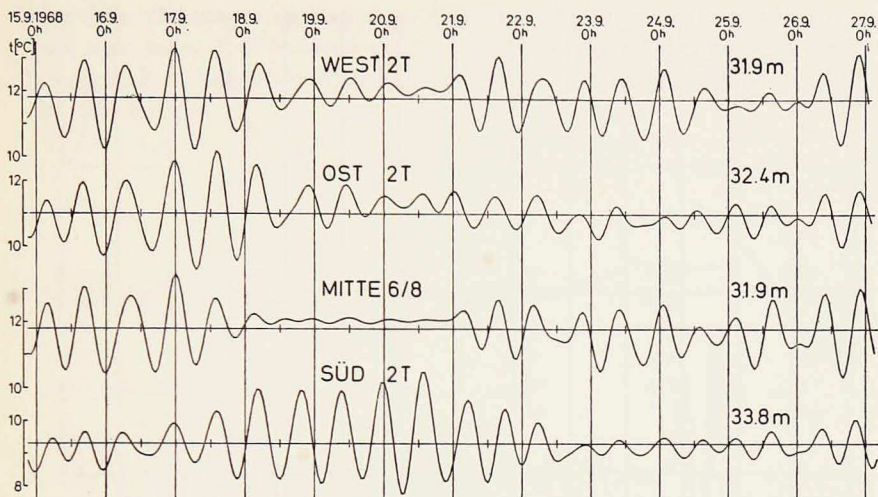 15.9.1968 16.9. 17.9. 18.9. 19.9. 20.9. 21.9. 22.9. 23.9. 24.9. 25.9. 26.9. 27.9.
0h 0h 0h 0h 0h 0h 0h 0h 0h 0h 0h 0h 0h
t[°C]
WEST 2T 31.9m
12
10
OST 2T 32.4m
12
10
MITTE 6/8 31.9m
12
10
SÜD 2T 33.8m
10
8